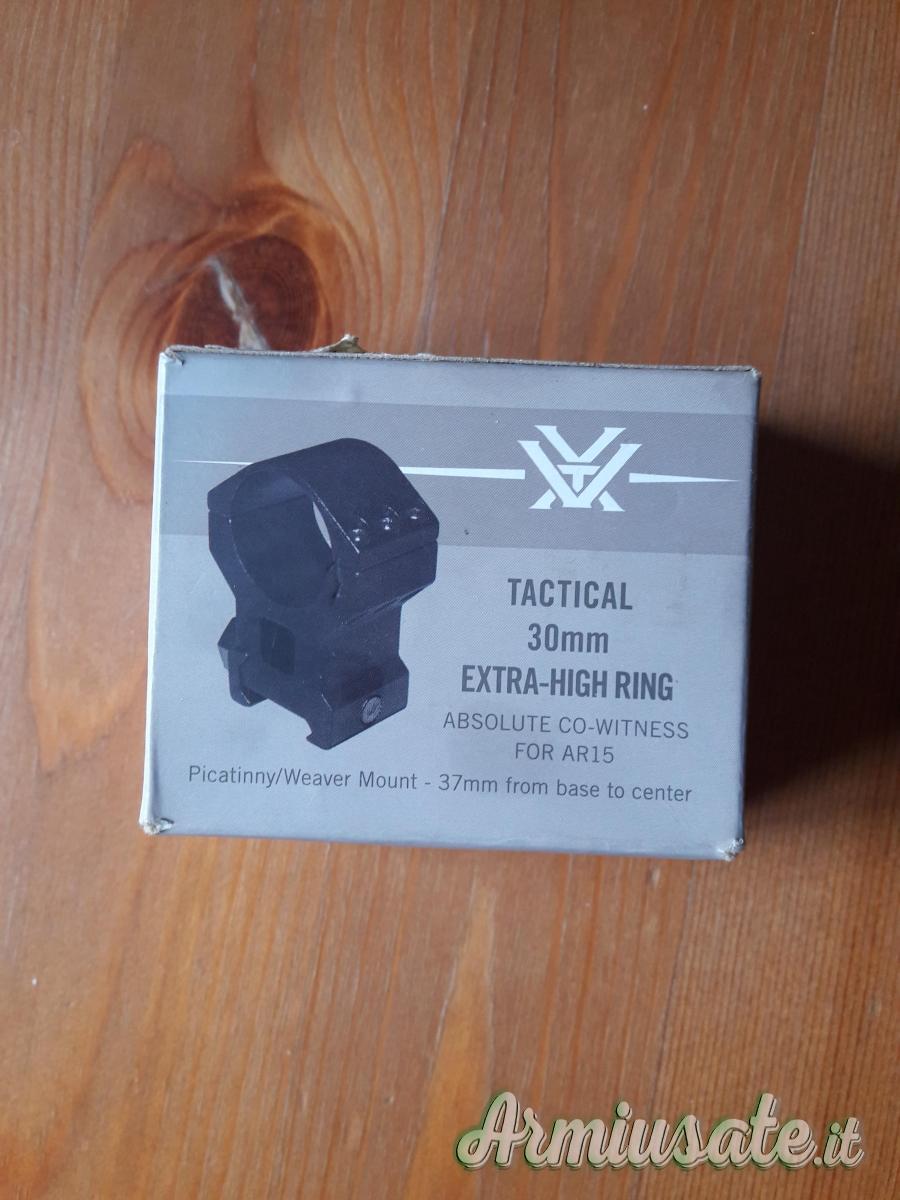 TACTICAL
30mm
EXTRA-HIGH RING
ABSOLUTE CO-WITNESS
FOR AR15
Picatinny/Weaver Mount - 37mm from base to center
Armiusate.it